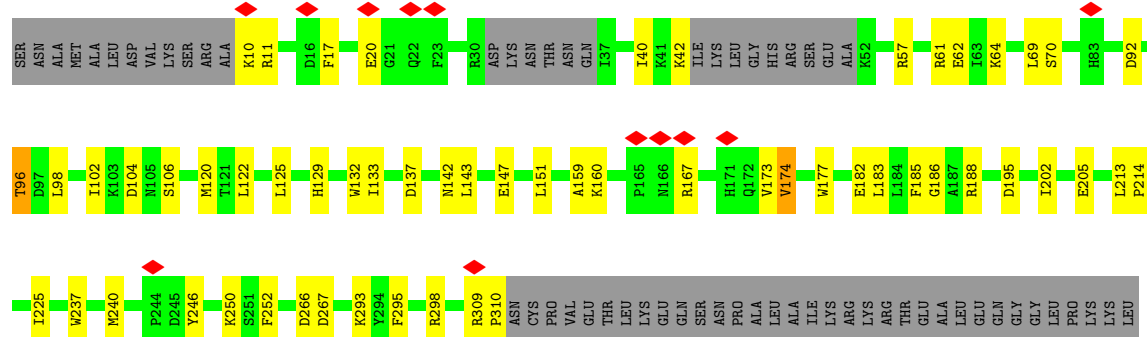 SER ASN ALA MET ALA ALA LEU ASP VAL LYS SER ARG ALA K10 R11 D16 F17 E20 G21 Q22 F23 R30 ASP LYS ASN THR ASN GLN I37 I40 K41 K42 ILE LYS LEU GLY HIS ARG SER GLU ALA K52 R57 R61 E62 I63 K64 L69 S70 H83 D92
T96 D97 L98 I102 K103 D104 N105 S106 M120 T121 L122 L125 H129 W132 I133 D137 N142 L143 E147 L151 A159 K160 P165 N166 R167 H171 Q172 V173 V174 W177 E182 L183 L184 F185 G186 A187 R188 D195 I202 E205 L213 P214
I225 W237 M240 P244 D245 Y246 K250 S251 F252 D266 D267 K293 Y294 F295 R298 R309 P310 ASN CYS PRO VAL GLU THR LEU LYS GLU GLN SER ASN PRO ALA LEU ALA ILE LYS ARG LYS ARG THR GLU ALA LEU GLU GLN GLY GLY LEU PRO LYS LYS LEU